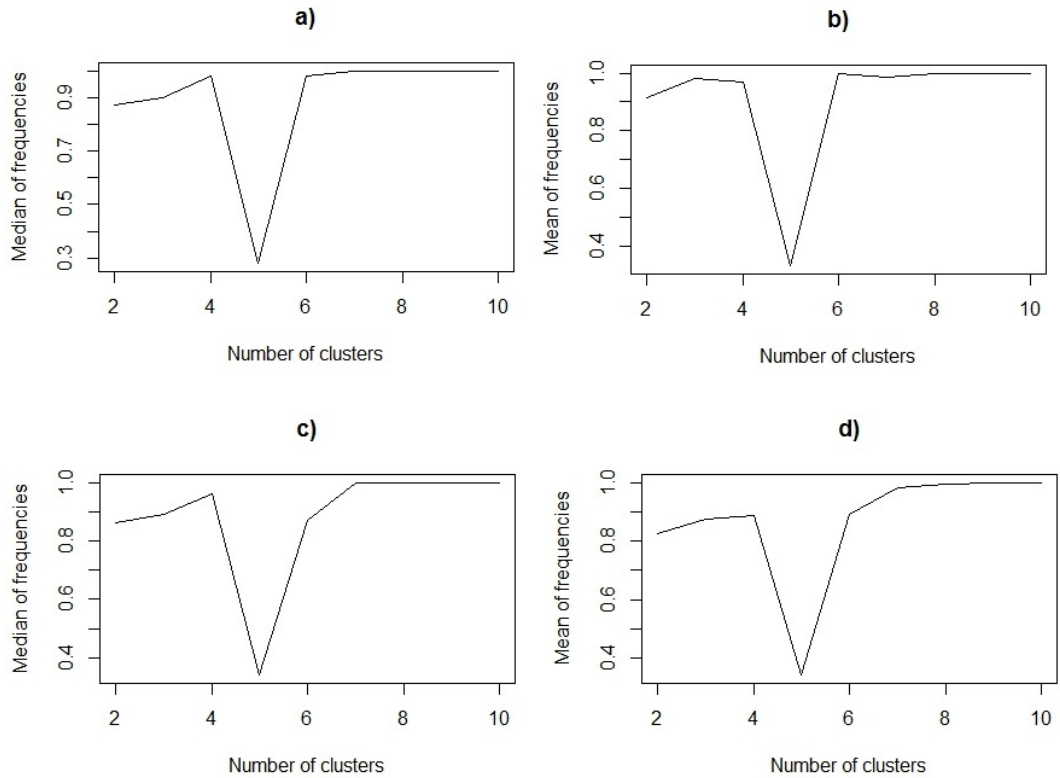 a)
Median of frequencies
0.3 0.5 0.7 0.9
2 4 6 8 10
Number of clusters
b)
Mean of frequencies
0.4 0.6 0.8 1.0
2 4 6 8 10
Number of clusters
c)
Median of frequencies
0.4 0.6 0.8 1.0
2 4 6 8 10
Number of clusters
d)
Mean of frequencies
0.4 0.6 0.8 1.0
2 4 6 8 10
Number of clusters